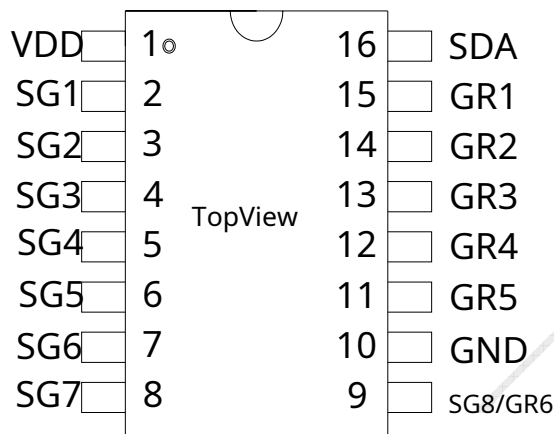 VDD 1 16 SDA
SG1 2 15 GR1
SG2 3 14 GR2
SG3 4 13 GR3
TopView
SG4 5 12 GR4
SG5 6 11 GR5
SG6 7 10 GND
SG7 8 9 SG8/GR6